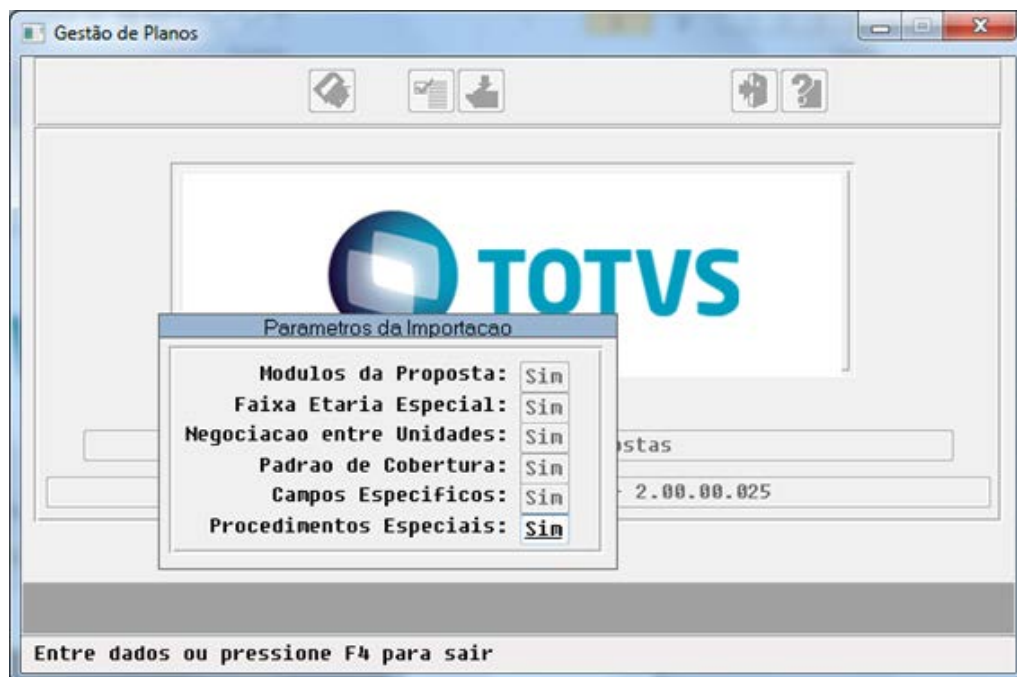 Gestão de Planos
TOTVS
Parametros da Importacao
Modulos da Proposta: Sim
Faixa Etaria Especial: Sim
Negociacao entre Unidades: Sim
Padrao de Cobertura: Sim
Campos Especificos: Sim
Procedimentos Especiais: Sim
ostas
- 2.00.00.025
Entre dados ou pressione F4 para sair